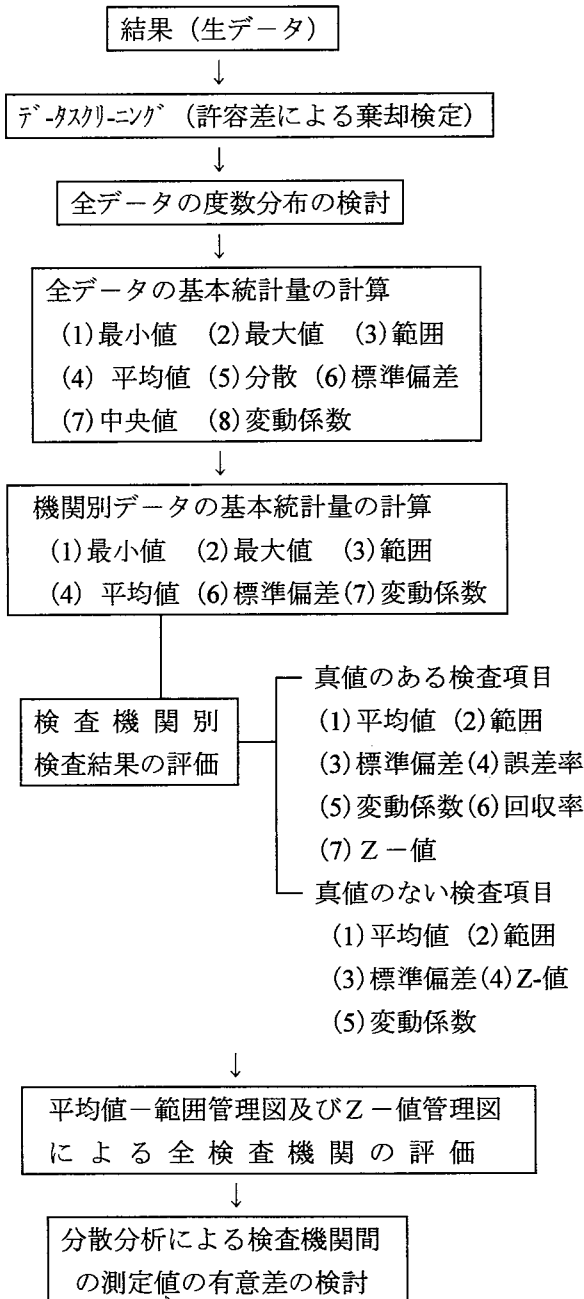 結果（生データ）
↓
ﾃﾞｰﾀｽｸﾘｰﾆﾝｸﾞ（許容差による棄却検定）
↓
全データの度数分布の検討
↓
全データの基本統計量の計算
(1)最小値 (2)最大値 (3)範囲
(4) 平均値 (5)分散 (6)標準偏差
(7)中央値 (8)変動係数
↓
機関別データの基本統計量の計算
(1)最小値 (2)最大値 (3)範囲
(4) 平均値 (6)標準偏差(7)変動係数
検査機関別
検査結果の評価
真値のある検査項目
(1)平均値 (2)範囲
(3)標準偏差(4)誤差率
(5)変動係数(6)回収率
(7) Z－値
真値のない検査項目
(1)平均値 (2)範囲
(3)標準偏差(4)Z-値
(5)変動係数
↓
平均値－範囲管理図及びZ－値管理図
による全検査機関の評価
↓
分散分析による検査機関間
の測定値の有意差の検討